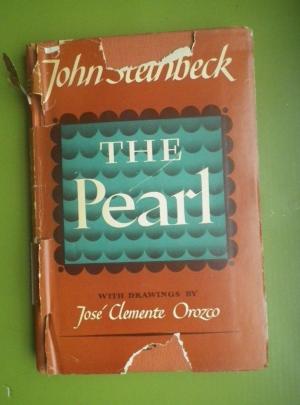 John Steinbeck
THE
Pearl
WITH DRAWINGS BY
José Clemente Orozco